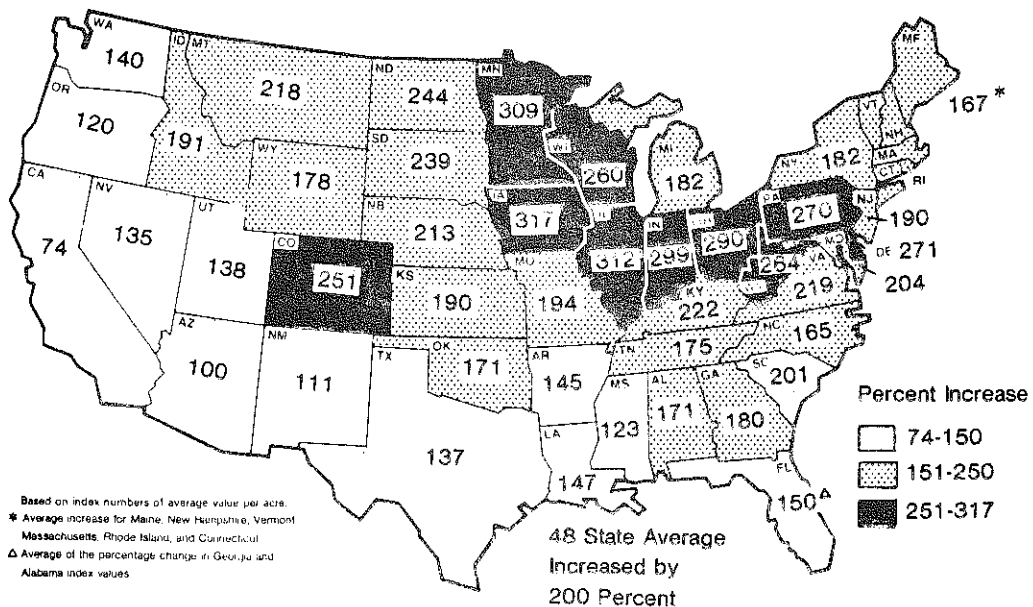 WA
140
ID
MT
218
ND
244
MN
309
ME
167 *
OR
120
191
SD
239
WI
260
MI
182
VT
NH
NY
182
MA
CT
RI
WY
178
IA
317
PA
270
NJ
190
CA
74
NV
135
UT
138
CO
251
NB
213
IL
312
IN
299
290
264
MD
DE 271
204
KS
190
MO
194
KY
222
VA
219
AZ
100
NM
111
TX
137
OK
171
AR
145
TN
175
NC
165
SC
201
MS
123
AL
171
GA
180
LA
147
FL
150 Δ
Percent Increase
74-150
151-250
251-317
Based on index numbers of average value per acre.
* Average increase for Maine, New Hampshire, Vermont
Massachusetts, Rhode Island, and Connecticut
Δ Average of the percentage change in Georgia and
Alabama index values
48 State Average
Increased by
200 Percent